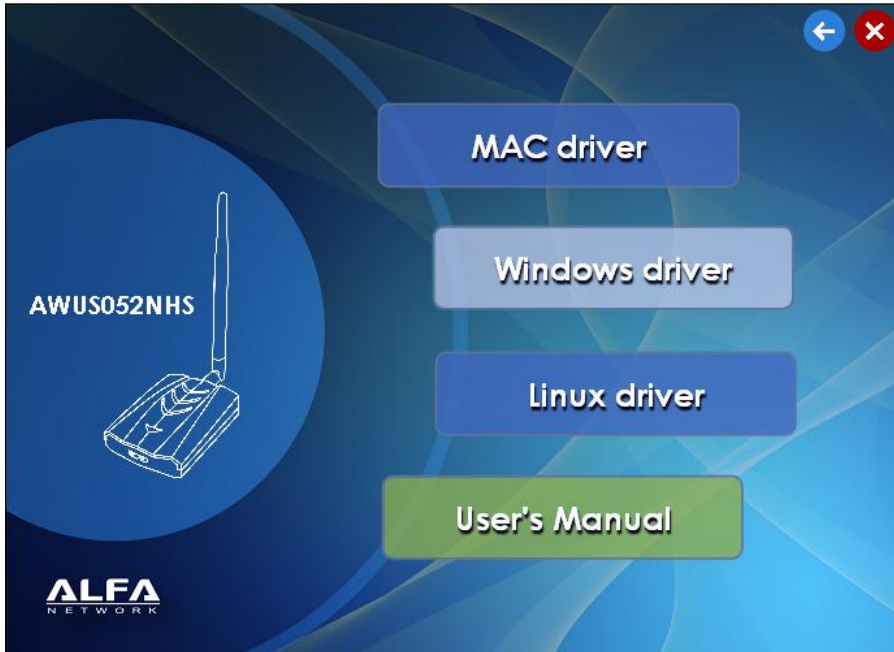 MAC driver
Windows driver
AWUS052NHS
Linux driver
User's Manual
ALFA
NETWORK